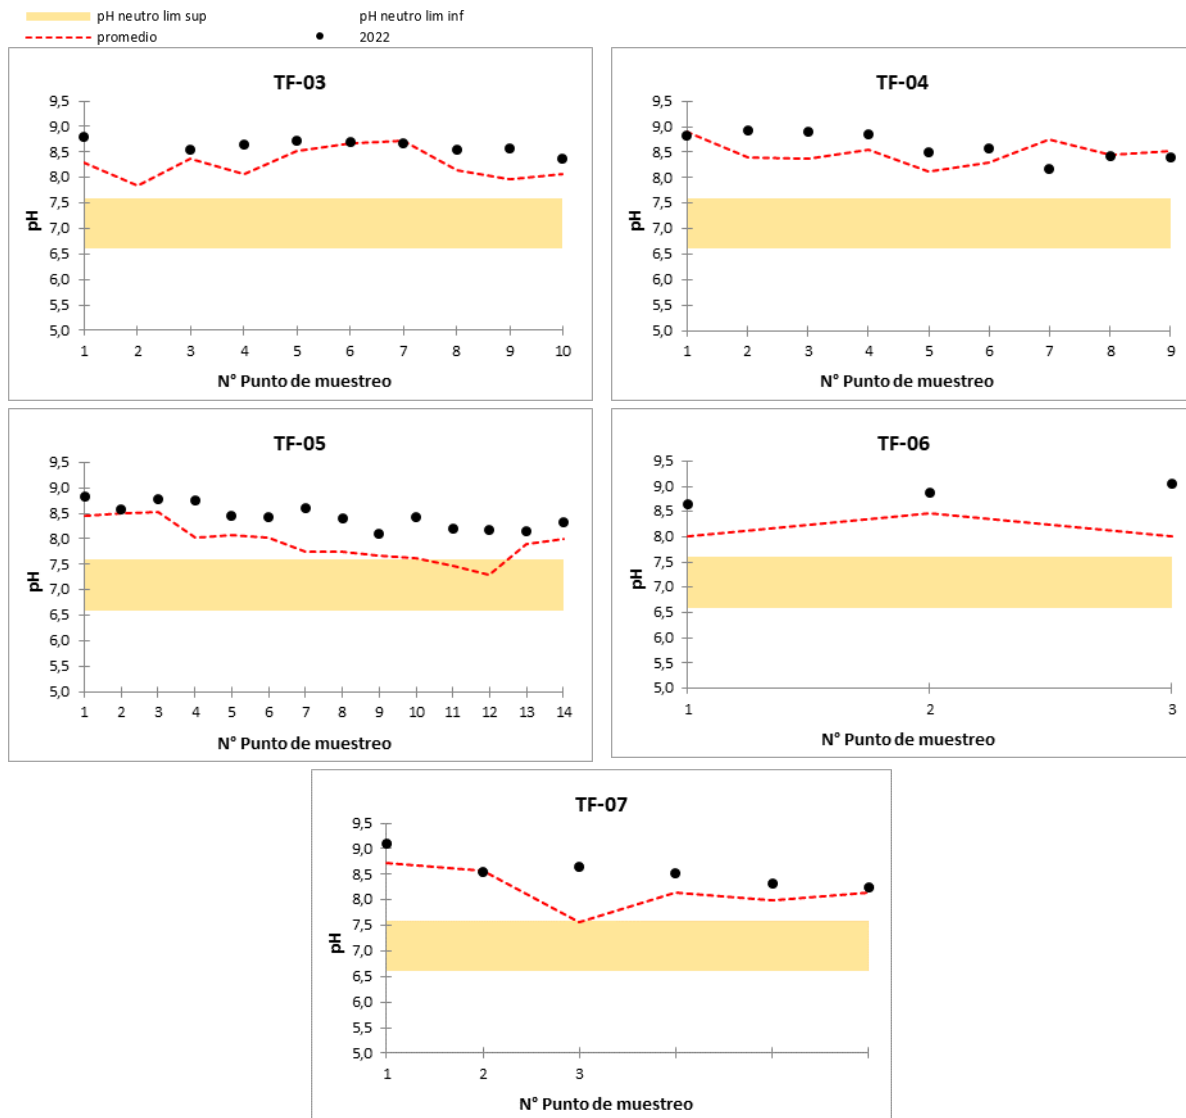 pH neutro lim sup pH neutro lim inf
promedio 2022
TF-03
9,5
9,0
8,5
8,0
7,5
7,0
6,5
6,0
5,5
5,0
pH
1 2 3 4 5 6 7 8 9 10
N° Punto de muestreo
TF-04
9,5
9,0
8,5
8,0
7,5
7,0
6,5
6,0
5,5
5,0
pH
1 2 3 4 5 6 7 8 9
N° Punto de muestreo
TF-05
9,5
9,0
8,5
8,0
7,5
7,0
6,5
6,0
5,5
5,0
pH
1 2 3 4 5 6 7 8 9 10 11 12 13 14
N° Punto de muestreo
TF-06
9,5
9,0
8,5
8,0
7,5
7,0
6,5
6,0
5,5
5,0
pH
1 2 3
N° Punto de muestreo
TF-07
9,5
9,0
8,5
8,0
7,5
7,0
6,5
6,0
5,5
5,0
pH
1 2 3
N° Punto de muestreo